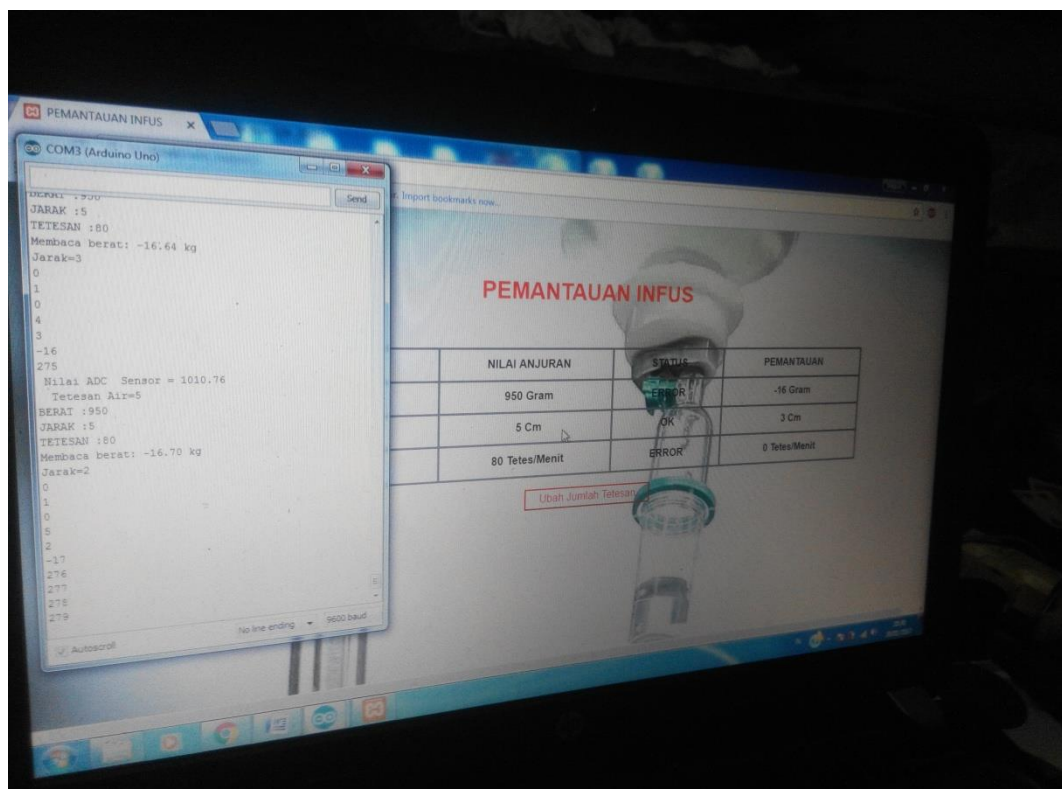 PEMANTAUAN INFUS
COM3 (Arduino Uno)
Send
JARAK :5
TETESAN :80
Membaca berat: -16.64 kg
Jarak=3
0
1
0
4
3
-16
275
Nilai ADC Sensor = 1010.76
Tetesan Air=5
BERAT :950
JARAK :5
TETESAN :80
Membaca berat: -16.70 kg
Jarak=2
0
1
0
5
2
-17
276
277
278
279
No line ending
9600 baud
Autoscroll
Import bookmarks now...
PEMANTAUAN INFUS
NILAI ANJURAN STATUS PEMANTAUAN
950 Gram ERROR -16 Gram
5 Cm OK 3 Cm
80 Tetes/Menit ERROR 0 Tetes/Menit
Ubah Jumlah Tetesan
hp